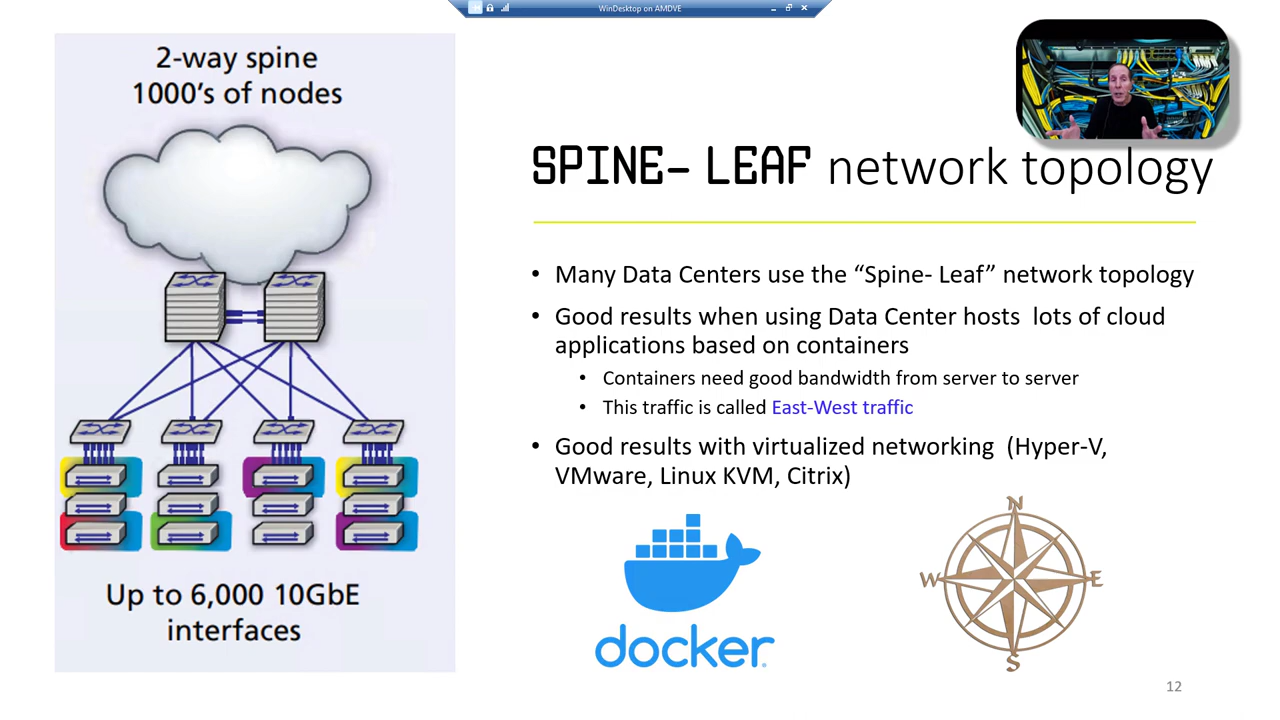 WinDesktop on AMDVE
2-way spine
1000's of nodes
Up to 6,000 10GbE
interfaces
SPINE- LEAF network topology
• Many Data Centers use the “Spine- Leaf” network topology
• Good results when using Data Center hosts  lots of cloud
applications based on containers
• Containers need good bandwidth from server to server
• This traffic is called East-West traffic
• Good results with virtualized networking  (Hyper-V,
VMware, Linux KVM, Citrix)
docker
N
W
E
S
12